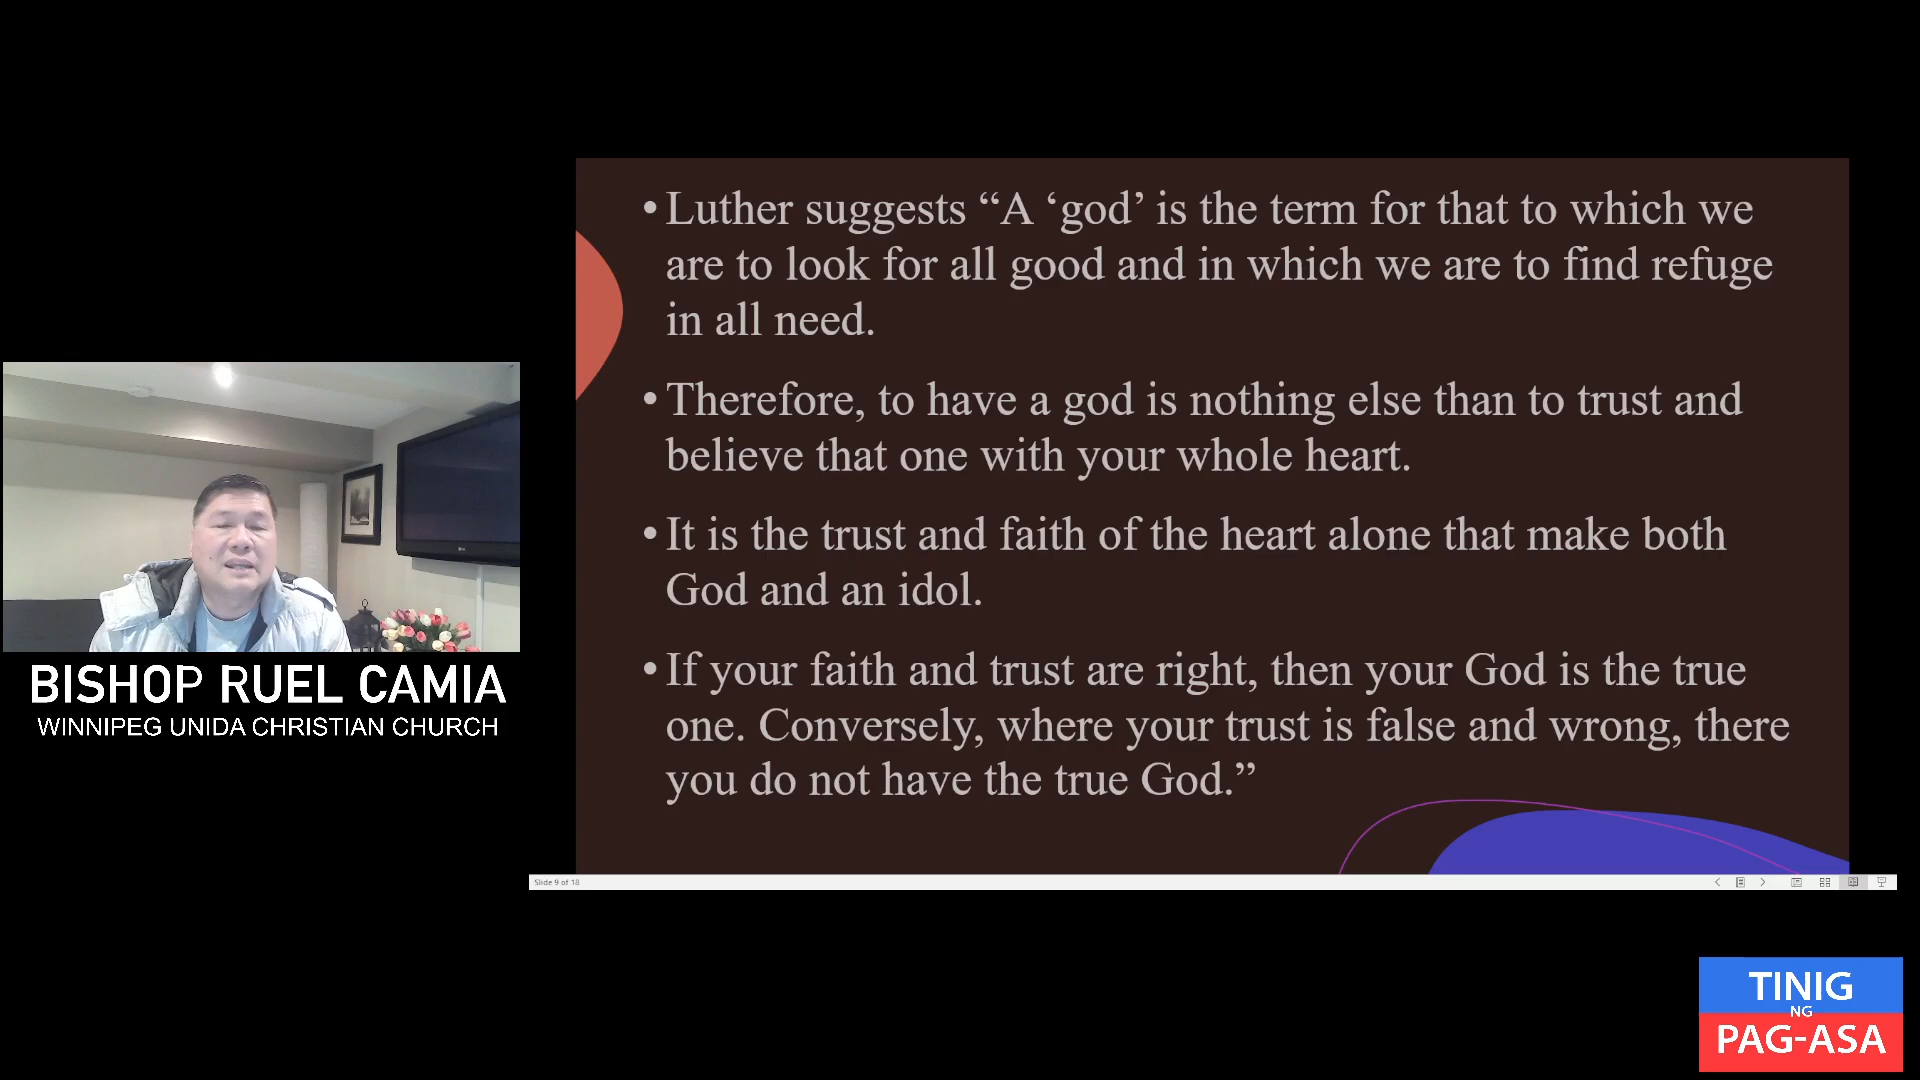 • Luther suggests “A ‘god’ is the term for that to which we
are to look for all good and in which we are to find refuge
in all need.
• Therefore, to have a god is nothing else than to trust and
believe that one with your whole heart.
• It is the trust and faith of the heart alone that make both
God and an idol.
• If your faith and trust are right, then your God is the true
one. Conversely, where your trust is false and wrong, there
you do not have the true God.”
BISHOP RUEL CAMIA
WINNIPEG UNIDA CHRISTIAN CHURCH
Slide 9 of 18
TINIG
NG
PAG-ASA